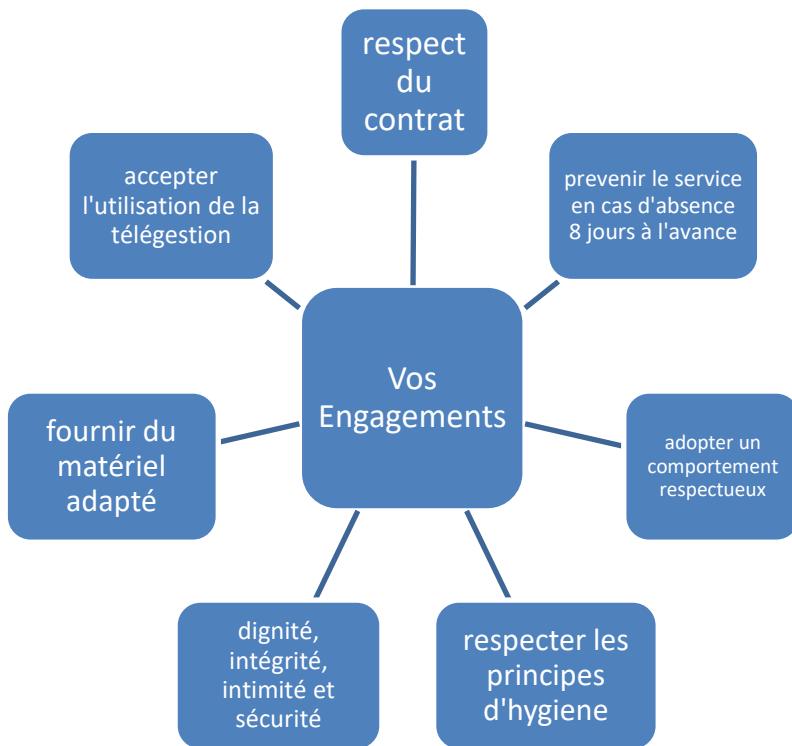 respect
du
contrat
accepter
l'utilisation de la
télégestion
prevenir le service
en cas d'absence
8 jours à l'avance
Vos
Engagements
fournir du
matériel
adapté
adopter un
comportement
respectueux
dignité,
intégrité,
intimité et
sécurité
respecter les
principes
d'hygiene